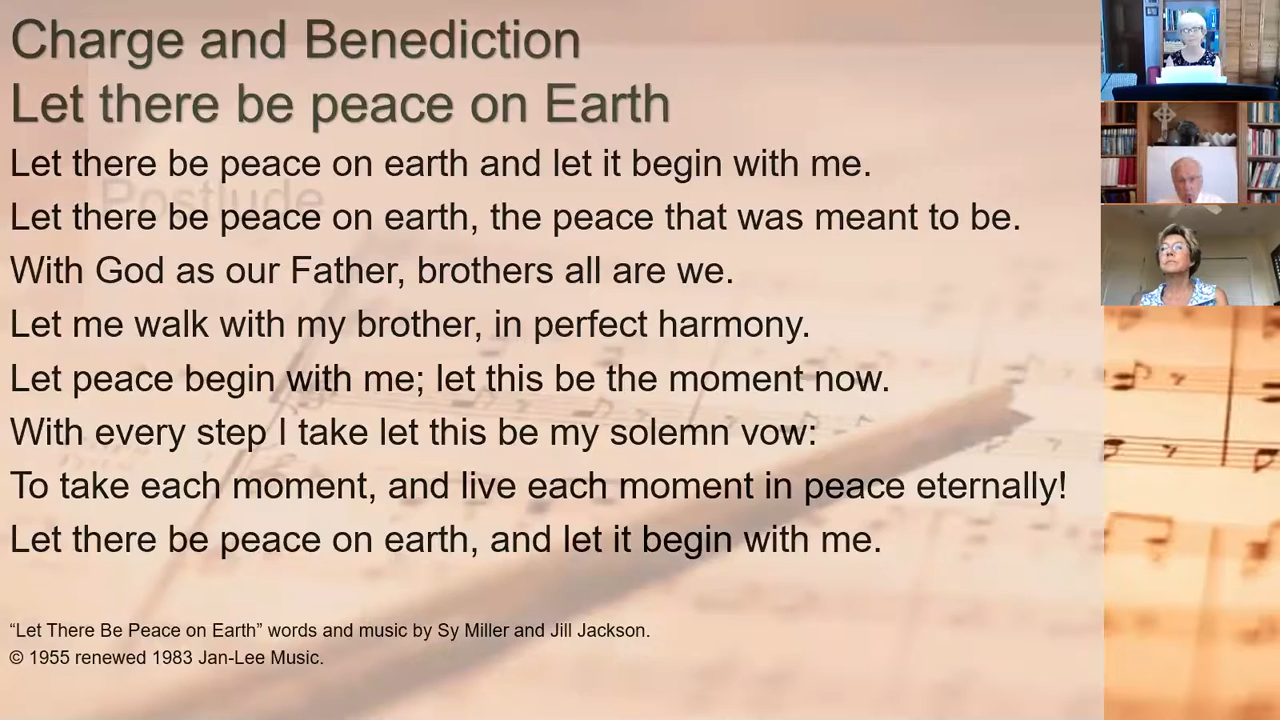 Charge and Benediction
Let there be peace on Earth
Let there be peace on earth and let it begin with me.
Postlude
Let there be peace on earth, the peace that was meant to be.
With God as our Father, brothers all are we.
Let me walk with my brother, in perfect harmony.
Let peace begin with me; let this be the moment now.
With every step I take let this be my solemn vow:
To take each moment, and live each moment in peace eternally!
Let there be peace on earth, and let it begin with me.
“Let There Be Peace on Earth” words and music by Sy Miller and Jill Jackson.
© 1955 renewed 1983 Jan-Lee Music.